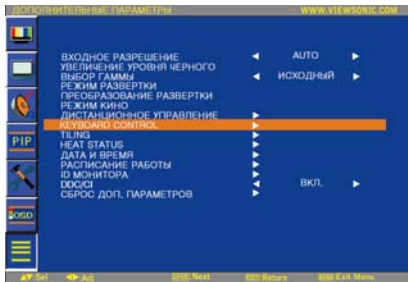 ДОПОЛНИТЕЛЬНЫЕ ПАРАМЕТРЫ WWW.VIEWSONIC.COM
ВХОДНОЕ РАЗРЕШЕНИЕ AUTO
УВЕЛИЧЕНИЕ УРОВНЯ ЧЕРНОГО
ВЫБОР ГАММЫ ИСХОДНЫЙ
РЕЖИМ РАЗВЕРТКИ
ПРЕОБРАЗОВАНИЕ РАЗВЕРТКИ
РЕЖИМ КИНО
ДИСТАНЦИОННОЕ УПРАВЛЕНИЕ
KEYBOARD CONTROL
TILING
HEAT STATUS
ДАТА И ВРЕМЯ
РАСПИСАНИЕ РАБОТЫ
ID МОНИТОРА
DDC/CI ВКЛ.
СБРОС ДОП. ПАРАМЕТРОВ
PIP
OSD
Sel Adj Next EXIT Return MENU Exit Menu